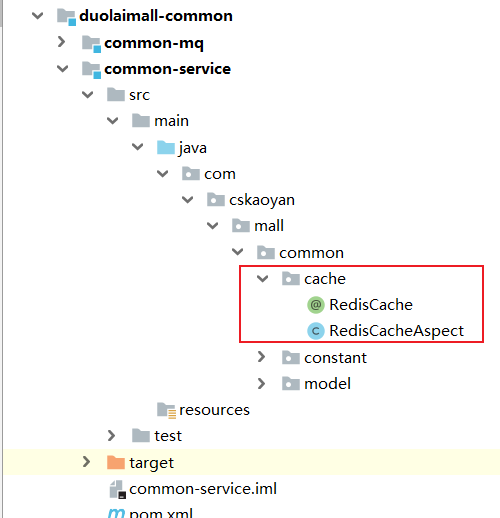 duolaimall-common
common-mq
common-service
src
main
java
com
cskaoyan
mall
common
cache
@ RedisCache
C RedisCacheAspect
constant
model
resources
test
target
common-service.iml
pom.xml